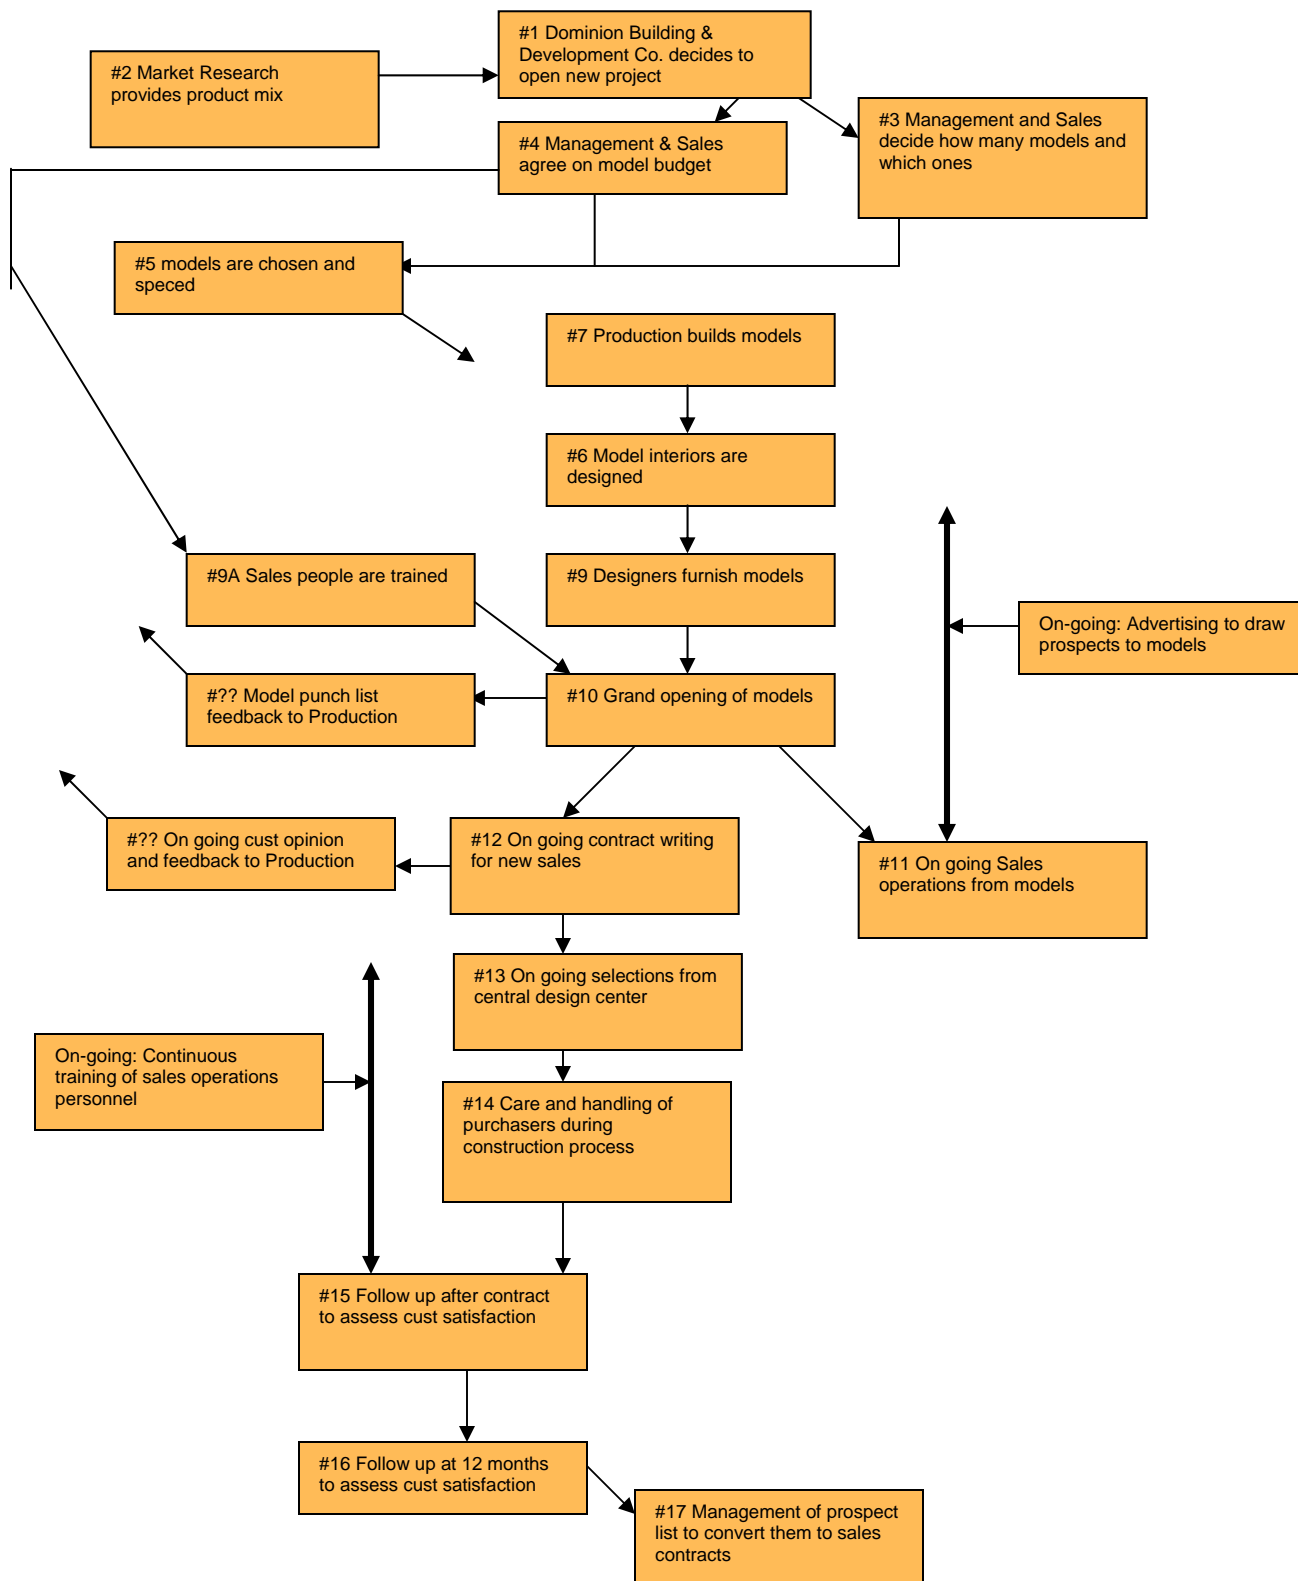 #1 Dominion Building &
Development Co. decides to
open new project
#2 Market Research
provides product mix
#3 Management and Sales
decide how many models and
which ones
#4 Management & Sales
agree on model budget
#5 models are chosen and
speced
#7 Production builds models
#6 Model interiors are
designed
#9A Sales people are trained
#9 Designers furnish models
On-going: Advertising to draw
prospects to models
#?? Model punch list
feedback to Production
#10 Grand opening of models
#?? On going cust opinion
and feedback to Production
#12 On going contract writing
for new sales
#11 On going Sales
operations from models
#13 On going selections from
central design center
On-going: Continuous
training of sales operations
personnel
#14 Care and handling of
purchasers during
construction process
#15 Follow up after contract
to assess cust satisfaction
#16 Follow up at 12 months
to assess cust satisfaction
#17 Management of prospect
list to convert them to sales
contracts